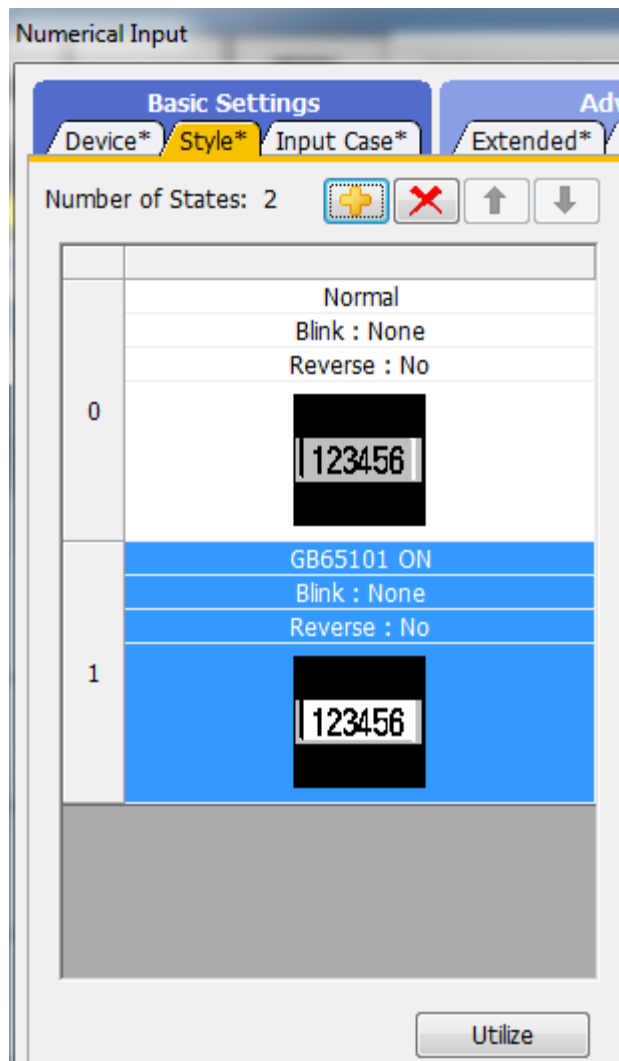 Numerical Input
Basic Settings
Adv
Device* Style* Input Case* Extended*
Number of States: 2
Normal
Blink : None
Reverse : No
0
123456
GB65101 ON
Blink : None
Reverse : No
1
123456
Utilize